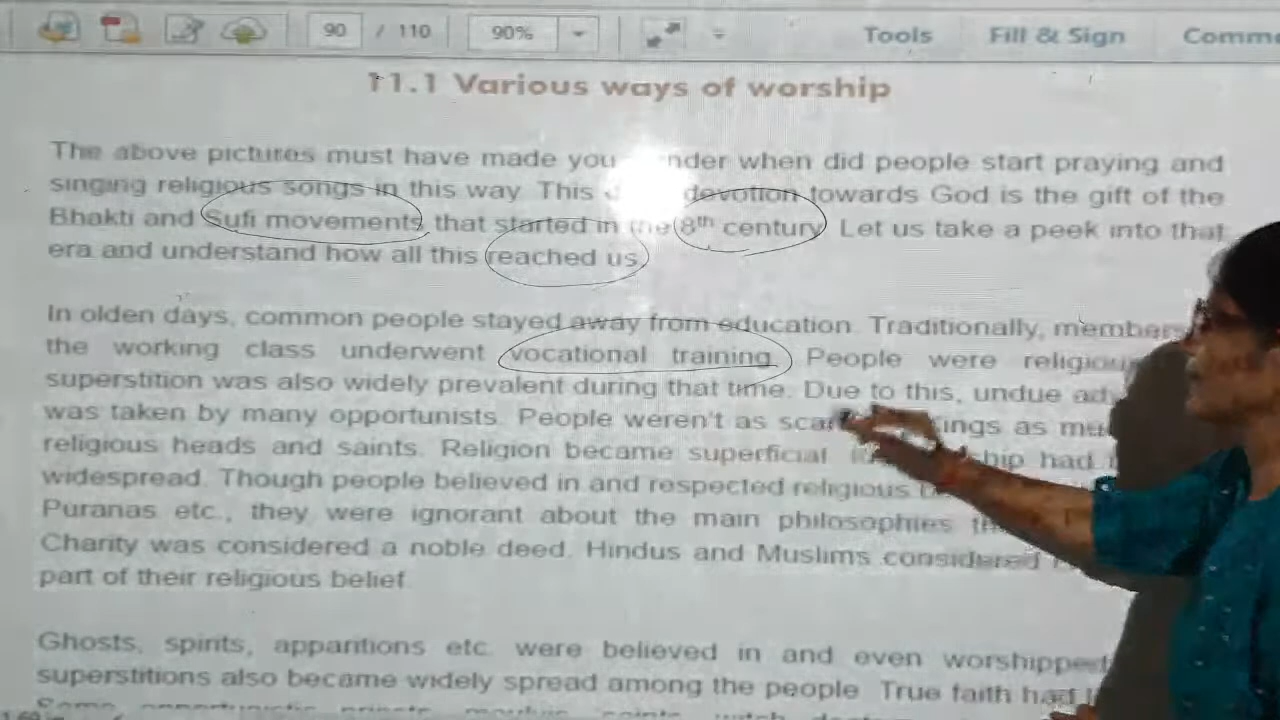 90 / 110 90% Tools Fill & Sign
11.1 Various ways of worship
The above pictures must have made you when did people start praying and
singing religious songs in this way. This devotion towards God is the gift of the
Bhakti and Sufi movements, that started in the 8th century. Let us take a peek into that
era and understand how all this reached us.
In olden days, common people stayed away from education. Traditionally, members
the working class underwent vocational training. People were
superstition was also widely prevalent during that time. Due to this, undue
was taken by many opportunists. People weren't as as
religious heads and saints. Religion became superficial had
widespread. Though people believed in and respected religious
Puranas etc., they were ignorant about the main philosophies
Charity was considered a noble deed. Hindus and Muslims considered
part of their religious belief.
Ghosts, spirits, apparitions etc. were believed in and even worshipped
superstitions also became widely spread among the people. True faith had